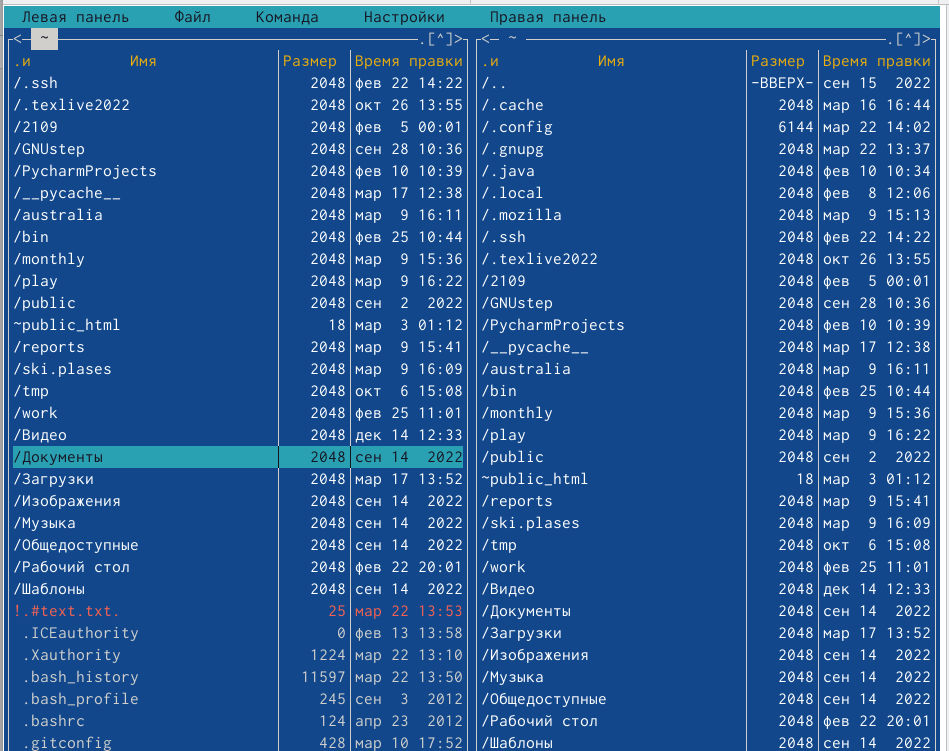 Левая панель Файл Команда Настройки Правая панель
<─ ~ .[^]> <─ ~ .[^]>
.и Имя Размер Время правки .и Имя Размер Время правки
/.ssh 2048 фев 22 14:22 /.. -ВВЕРХ- сен 15 2022
/.texlive2022 2048 окт 26 13:55 /.cache 2048 мар 16 16:44
/2109 2048 фев 5 00:01 /.config 6144 мар 22 14:02
/GNUstep 2048 сен 28 10:36 /.gnupg 2048 мар 22 13:37
/PycharmProjects 2048 фев 10 10:39 /.java 2048 фев 10 10:34
/__pycache__ 2048 мар 17 12:38 /.local 2048 фев 8 12:06
/australia 2048 мар 9 16:11 /.mozilla 2048 мар 9 15:13
/bin 2048 фев 25 10:44 /.ssh 2048 фев 22 14:22
/monthly 2048 мар 9 15:36 /.texlive2022 2048 окт 26 13:55
/play 2048 мар 9 16:22 /2109 2048 фев 5 00:01
/public 2048 сен 2 2022 /GNUstep 2048 сен 28 10:36
~public_html 18 мар 3 01:12 /PycharmProjects 2048 фев 10 10:39
/reports 2048 мар 9 15:41 /__pycache__ 2048 мар 17 12:38
/ski.plases 2048 мар 9 16:09 /australia 2048 мар 9 16:11
/tmp 2048 окт 6 15:08 /bin 2048 фев 25 10:44
/work 2048 фев 25 11:01 /monthly 2048 мар 9 15:36
/Видео 2048 дек 14 12:33 /play 2048 мар 9 16:22
/Документы 2048 сен 14 2022 /public 2048 сен 2 2022
/Загрузки 2048 мар 17 13:52 ~public_html 18 мар 3 01:12
/Изображения 2048 сен 14 2022 /reports 2048 мар 9 15:41
/Музыка 2048 сен 14 2022 /ski.plases 2048 мар 9 16:09
/Общедоступные 2048 сен 14 2022 /tmp 2048 окт 6 15:08
/Рабочий стол 2048 фев 22 20:01 /work 2048 фев 25 11:01
/Шаблоны 2048 сен 14 2022 /Видео 2048 дек 14 12:33
!.#text.txt. 25 мар 22 13:53 /Документы 2048 сен 14 2022
.ICEauthority 0 фев 13 13:58 /Загрузки 2048 мар 17 13:52
.Xauthority 1224 мар 22 13:10 /Изображения 2048 сен 14 2022
.bash_history 11597 мар 22 13:50 /Музыка 2048 сен 14 2022
.bash_profile 245 сен 3 2012 /Общедоступные 2048 сен 14 2022
.bashrc 124 апр 23 2012 /Рабочий стол 2048 фев 22 20:01
.gitconfig 428 мар 10 17:52 /Шаблоны 2048 сен 14 2022